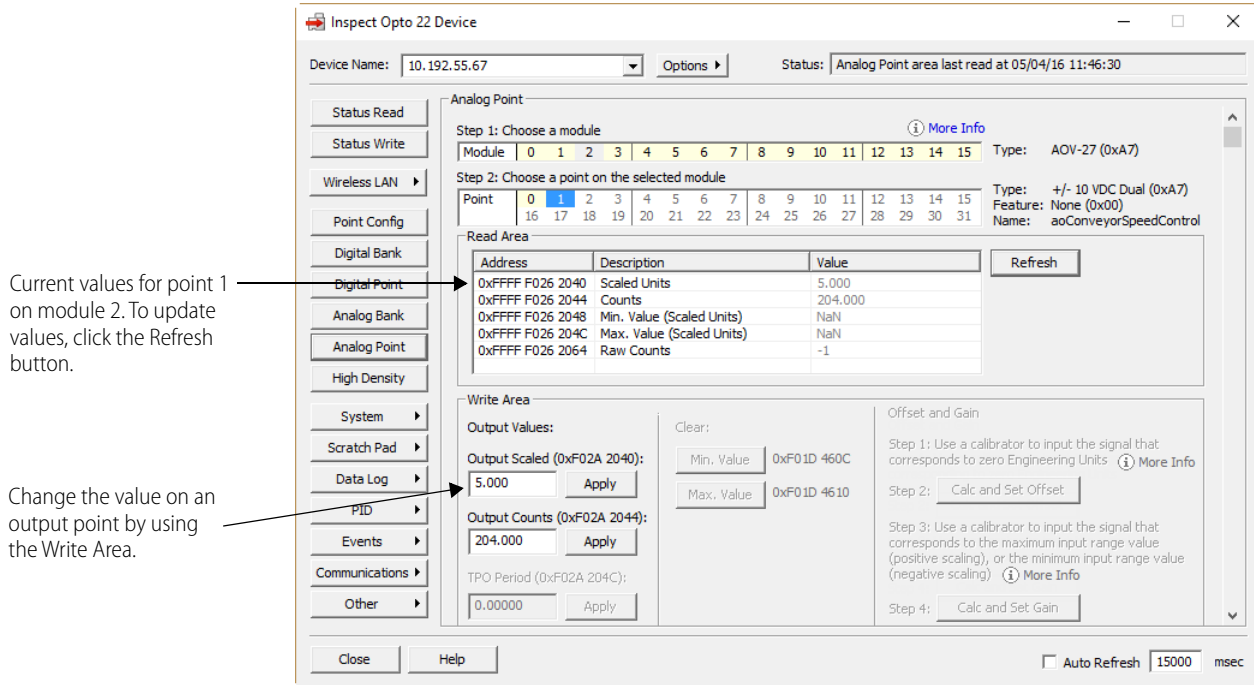 Inspect Opto 22 Device
Device Name: 10.192.55.67 Options Status: Analog Point area last read at 05/04/16 11:46:30
Status Read
Status Write
Wireless LAN
Point Config
Digital Bank
Digital Point
Analog Bank
Analog Point
High Density
System
Scratch Pad
Data Log
PID
Events
Communications
Other
Analog Point
Step 1: Choose a module
More Info
Module 0 1 2 3 4 5 6 7 8 9 10 11 12 13 14 15
Type: AOV-27 (0xA7)
Step 2: Choose a point on the selected module
Point 0 1 2 3 4 5 6 7 8 9 10 11 12 13 14 15
16 17 18 19 20 21 22 23 24 25 26 27 28 29 30 31
Type: +/- 10 VDC Dual (0xA7)
Feature: None (0x00)
Name: aoConveyorSpeedControl
Read Area
Address Description Value
0xFFFF F026 2040 Scaled Units 5.000
0xFFFF F026 2044 Counts 204.000
0xFFFF F026 2048 Min. Value (Scaled Units) NaN
0xFFFF F026 204C Max. Value (Scaled Units) NaN
0xFFFF F026 2064 Raw Counts -1
Refresh
Write Area
Output Values:
Output Scaled (0xF02A 2040):
5.000 Apply
Output Counts (0xF02A 2044):
204.000 Apply
TPO Period (0xF02A 204C):
0.00000 Apply
Clear:
Min. Value 0xF01D 460C
Max. Value 0xF01D 4610
Offset and Gain
Step 1: Use a calibrator to input the signal that
corresponds to zero Engineering Units More Info
Step 2: Calc and Set Offset
Step 3: Use a calibrator to input the signal that
corresponds to the maximum input range value
(positive scaling), or the minimum input range value
(negative scaling) More Info
Step 4: Calc and Set Gain
Close Help Auto Refresh 15000 msec
Current values for point 1
on module 2. To update
values, click the Refresh
button.
Change the value on an
output point by using
the Write Area.